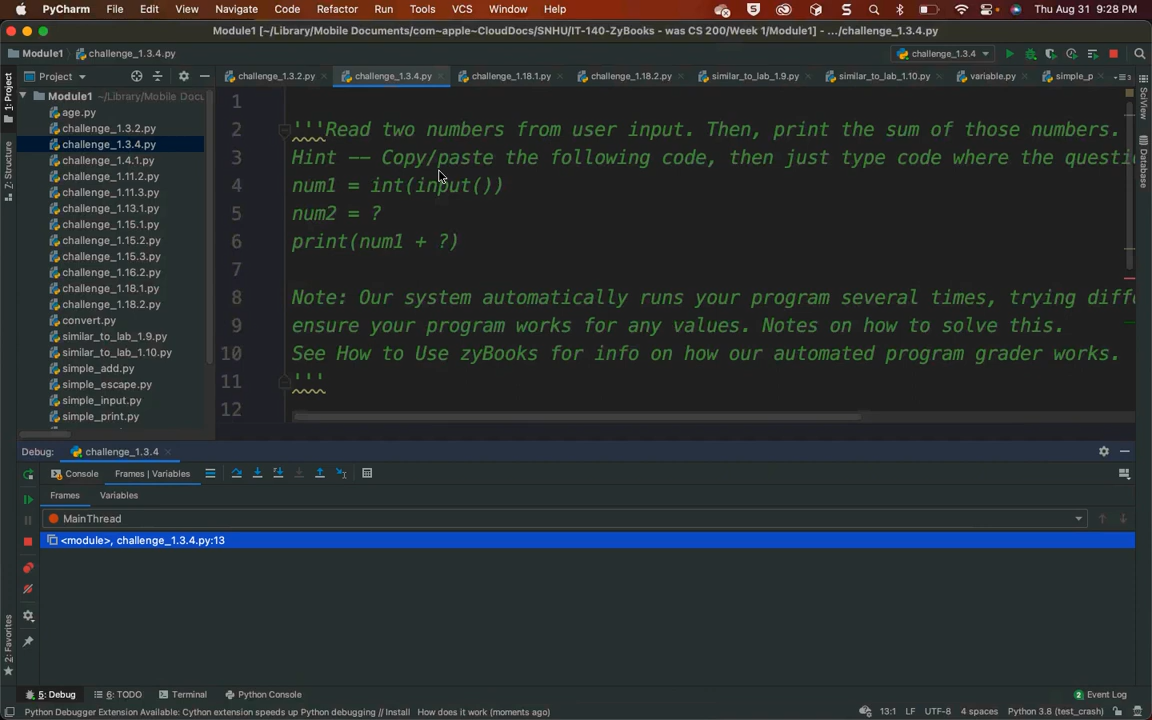 PyCharm File Edit View Navigate Code Refactor Run Tools VCS Window Help Thu Aug 31 9:28 PM
Module1 [~/Library/Mobile Documents/com~apple~CloudDocs/SNHU/IT-140-ZyBooks - was CS 200/Week 1/Module1] - .../challenge_1.3.4.py
Module1 challenge_1.3.4.py challenge_1.3.4
Project challenge_1.3.2.py challenge_1.3.4.py challenge_1.18.1.py challenge_1.18.2.py similar_to_lab_1.9.py similar_to_lab_1.10.py variable.py simple_p
1: Project
Z: Structure
2: Favorites
SciView
Database
Module1 ~/Library/Mobile Docu
age.py
challenge_1.3.2.py
challenge_1.3.4.py
challenge_1.4.1.py
challenge_1.11.2.py
challenge_1.11.3.py
challenge_1.13.1.py
challenge_1.15.1.py
challenge_1.15.2.py
challenge_1.15.3.py
challenge_1.16.2.py
challenge_1.18.1.py
challenge_1.18.2.py
convert.py
similar_to_lab_1.9.py
similar_to_lab_1.10.py
simple_add.py
simple_escape.py
simple_input.py
simple_print.py
1
2 '''Read two numbers from user input. Then, print the sum of those numbers.
3 Hint -- Copy/paste the following code, then just type code where the questi
4 num1 = int(input())
5 num2 = ?
6 print(num1 + ?)
7
8 Note: Our system automatically runs your program several times, trying diff
9 ensure your program works for any values. Notes on how to solve this.
10 See How to Use zyBooks for info on how our automated program grader works.
11 '''
12
Debug: challenge_1.3.4
Console Frames | Variables
Frames Variables
MainThread
<module>, challenge_1.3.4.py:13
5: Debug 6: TODO Terminal Python Console 2 Event Log
Python Debugger Extension Available: Cython extension speeds up Python debugging // Install How does it work (moments ago) 13:1 LF UTF-8 4 spaces Python 3.8 (test_crash)